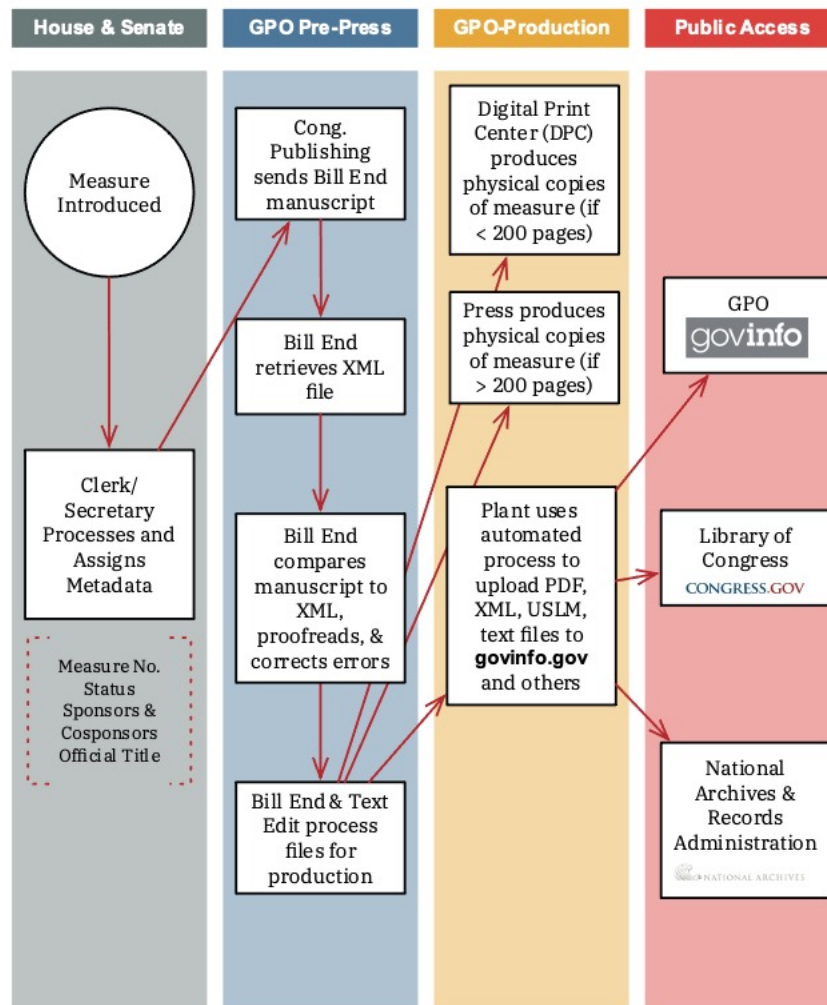 House & Senate
GPO Pre-Press
GPO-Production
Public Access
Measure
Introduced
Clerk/
Secretary
Processes and
Assigns
Metadata
Measure No.
Status
Sponsors &
Cosponsors
Official Title
Cong.
Publishing
sends Bill End
manuscript
Bill End
retrieves XML
file
Bill End
compares
manuscript to
XML,
proofreads, &
corrects errors
Bill End & Text
Edit process
files for
production
Digital Print
Center (DPC)
produces
physical copies
of measure (if
< 200 pages)
Press produces
physical copies
of measure (if
> 200 pages)
Plant uses
automated
process to
upload PDF,
XML, USLM,
text files to
govinfo.gov
and others
GPO
govinfo
Library of
Congress
CONGRESS.GOV
National
Archives &
Records
Administration
NATIONAL ARCHIVES